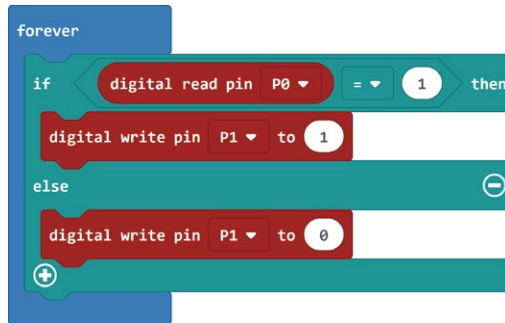 forever
if digital read pin P0 = 1 then
digital write pin P1 to 1
else
digital write pin P1 to 0